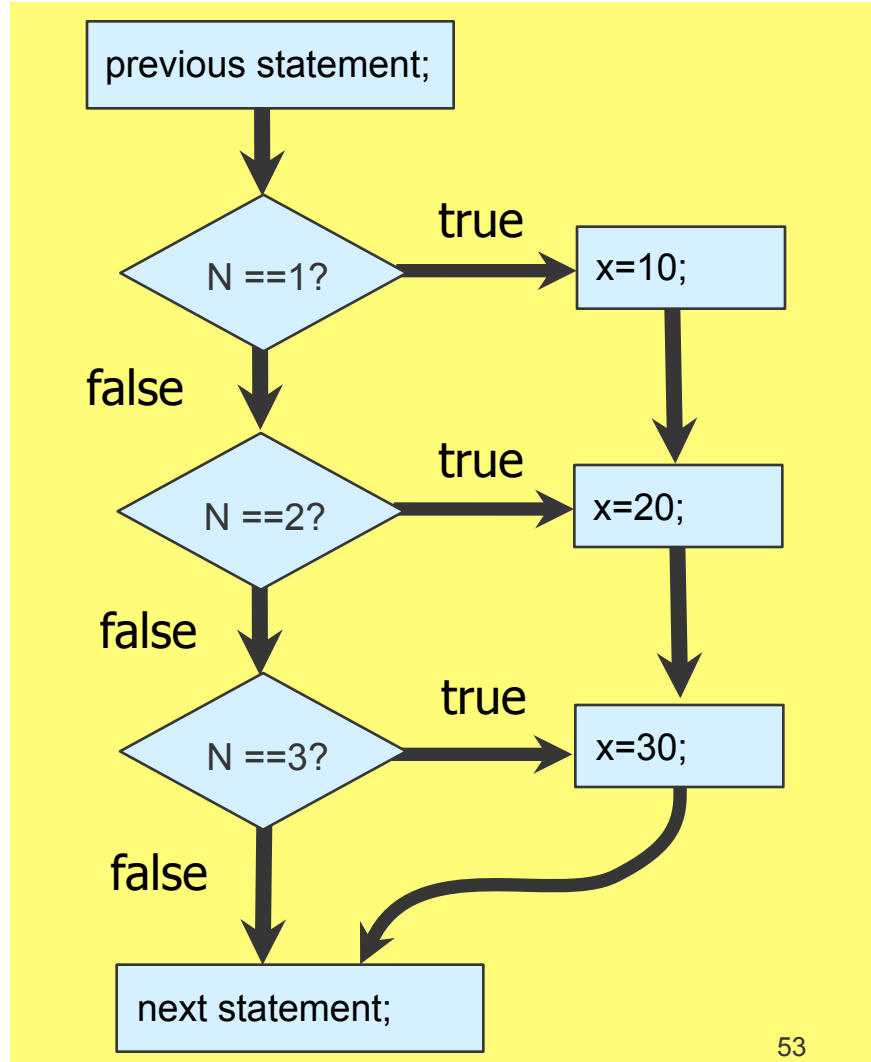 previous statement;
true
N ==1?
x=10;
false
true
N ==2?
x=20;
false
true
N ==3?
x=30;
false
next statement;
53